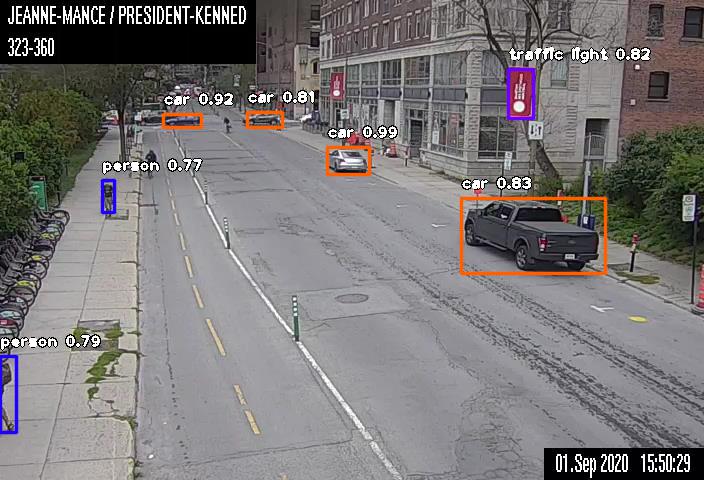 JEANNE-MANCE / PRESIDENT-KENNED
323-360
traffic light 0.82
car 0.92
car 0.81
car 0.99
person 0.77
car 0.83
person 0.79
01.Sep 2020 15:50:29